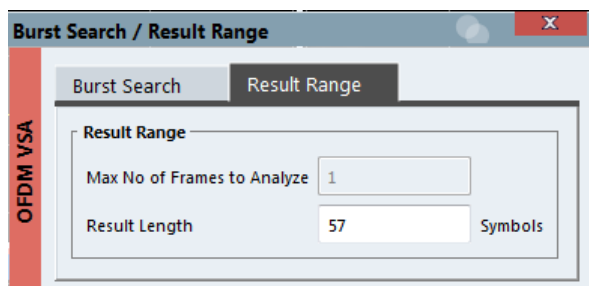 Burst Search / Result Range
X
Burst Search
Result Range
OFDM VSA
Result Range
Max No of Frames to Analyze 1
Result Length 57 Symbols